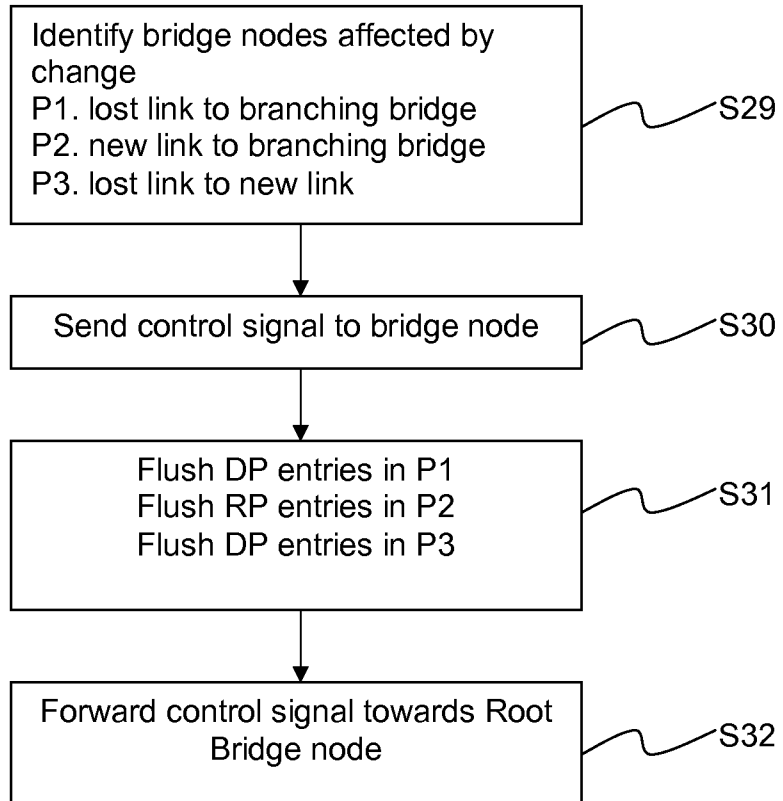 Identify bridge nodes affected by
change
P1. lost link to branching bridge
P2. new link to branching bridge
P3. lost link to new link
S29
Send control signal to bridge node
S30
Flush DP entries in P1
Flush RP entries in P2
Flush DP entries in P3
S31
Forward control signal towards Root
Bridge node
S32